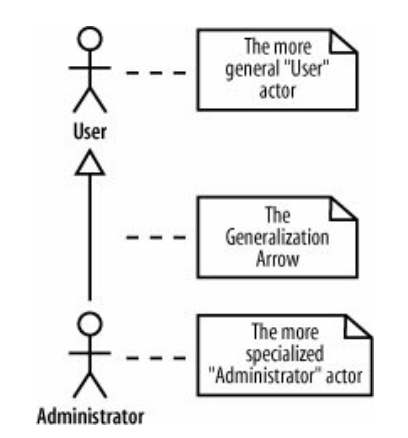 The more
general "User"
actor
User
The
Generalization
Arrow
The more
specialized
"Administrator" actor
Administrator